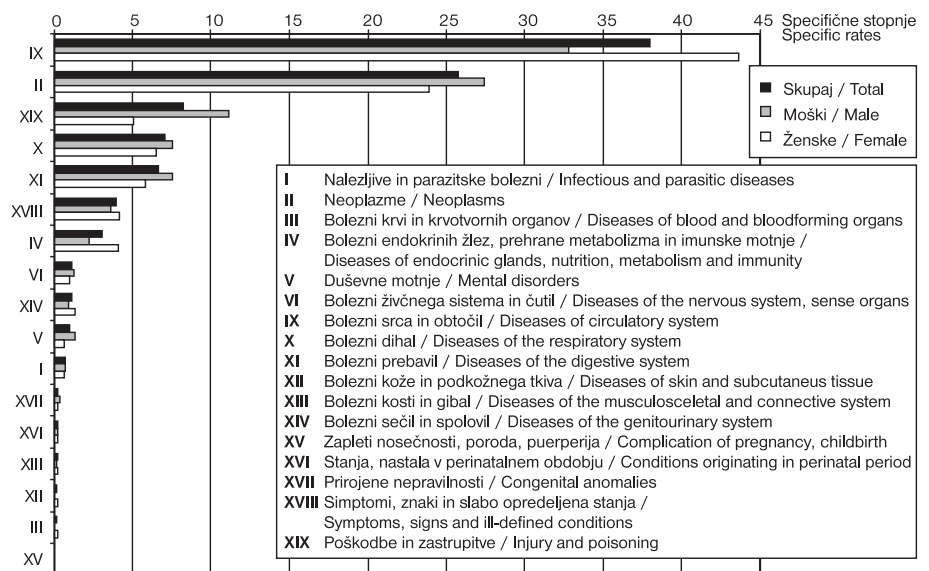 0 5 10 15 20 25 30 35 40 45
Specifične stopnje
Specific rates
IX
II
XIX
X
XI
XVIII
IV
VI
XIV
V
I
XVII
XVI
XIII
XII
III
XV
Skupaj / Total
Moški / Male
Ženske / Female
I Nalezljive in parazitske bolezni / Infectious and parasitic diseases
II Neoplazme / Neoplasms
III Bolezni krvi in krvotvornih organov / Diseases of blood and bloodforming organs
IV Bolezni endokrinih žlez, prehrane metabolizma in imunske motnje /
Diseases of endocrinic glands, nutrition, metabolism and immunity
V Duševne motnje / Mental disorders
VI Bolezni živčnega sistema in čutil / Diseases of the nervous system, sense organs
IX Bolezni srca in obtočil / Diseases of circulatory system
X Bolezni dihal / Diseases of the respiratory system
XI Bolezni prebavil / Diseases of the digestive system
XII Bolezni kože in podkožnega tkiva / Diseases of skin and subcutaneus tissue
XIII Bolezni kosti in gibal / Diseases of the musculosceletal and connective system
XIV Bolezni sečil in spolovil / Diseases of the genitourinary system
XV Zapleti nosečnosti, poroda, puerperija / Complication of pregnancy, childbirth
XVI Stanja, nastala v perinatalnem obdobju / Conditions originating in perinatal period
XVII Prirojene nepravilnosti / Congenital anomalies
XVIII Simptomi, znaki in slabo opredeljena stanja /
Symptoms, signs and ill-defined conditions
XIX Poškodbe in zastrupitve / Injury and poisoning